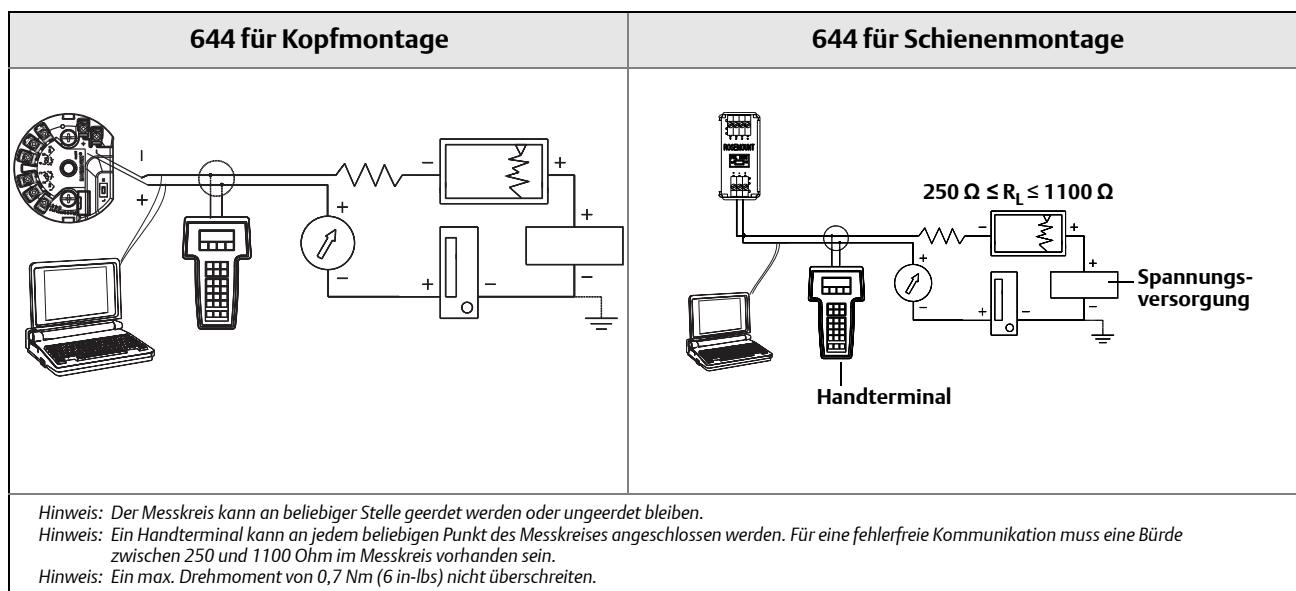 644 für Kopfmontage
644 für Schienenmontage
ROSEMOUNT
250 Ω ≤ RL ≤ 1100 Ω
+
–
+
–
+
–
–
+
+
–
+
–
+
–
–
+
+
–
Spannungs-
versorgung
Handterminal
Hinweis: Der Messkreis kann an beliebiger Stelle geerdet werden oder ungeerdet bleiben.
Hinweis: Ein Handterminal kann an jedem beliebigen Punkt des Messkreises angeschlossen werden. Für eine fehlerfreie Kommunikation muss eine Bürde
zwischen 250 und 1100 Ohm im Messkreis vorhanden sein.
Hinweis: Ein max. Drehmoment von 0,7 Nm (6 in-lbs) nicht überschreiten.